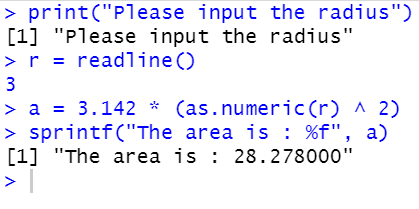 > print("Please input the radius")
[1] "Please input the radius"
> r = readline()
3
> a = 3.142 * (as.numeric(r) ^ 2)
> sprintf("The area is : %f", a)
[1] "The area is : 28.278000"
>